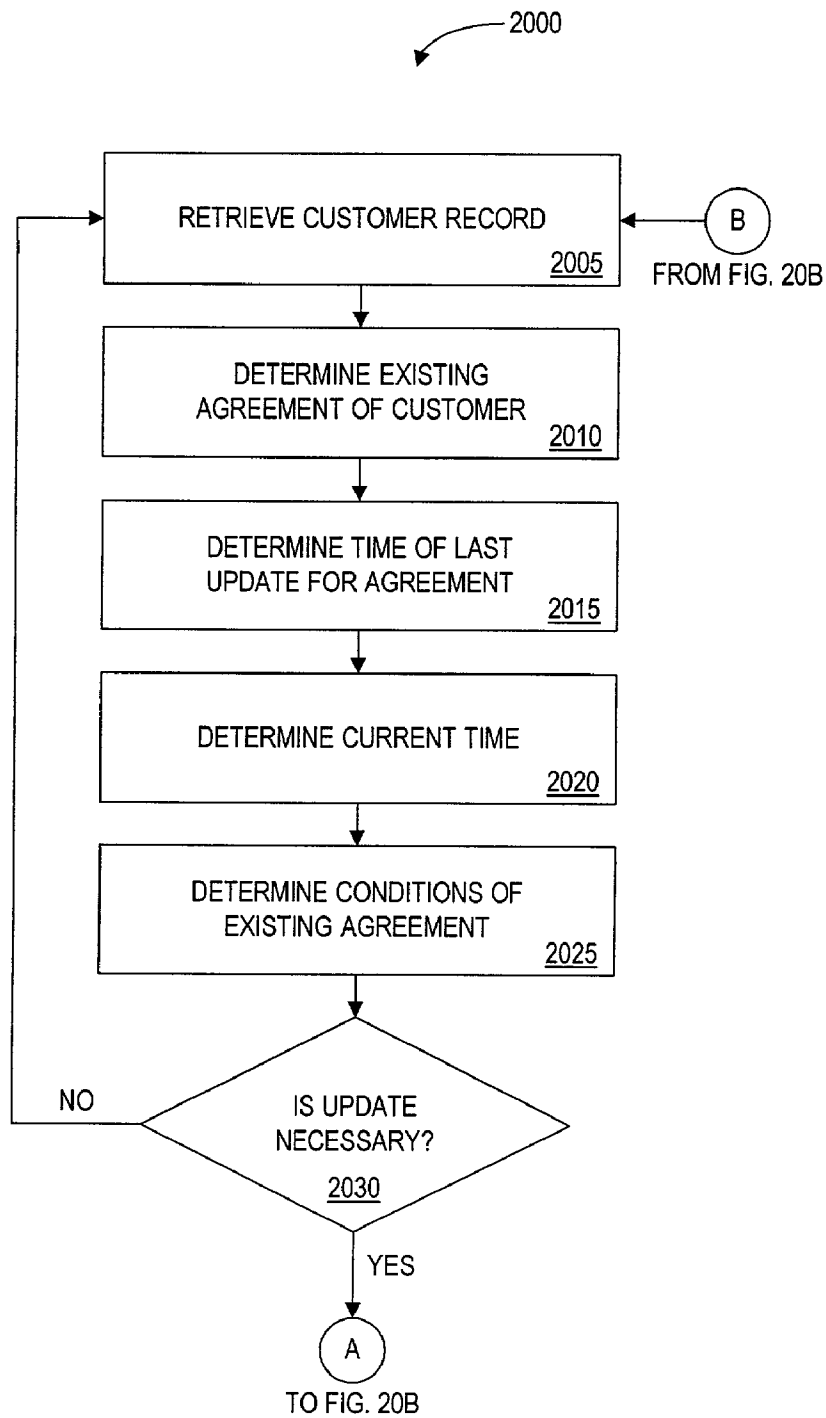 2000
RETRIEVE CUSTOMER RECORD
2005
B
FROM FIG. 20B
DETERMINE EXISTING
AGREEMENT OF CUSTOMER
2010
DETERMINE TIME OF LAST
UPDATE FOR AGREEMENT
2015
DETERMINE CURRENT TIME
2020
DETERMINE CONDITIONS OF
EXISTING AGREEMENT
2025
NO
IS UPDATE
NECESSARY?
2030
YES
A
TO FIG. 20B